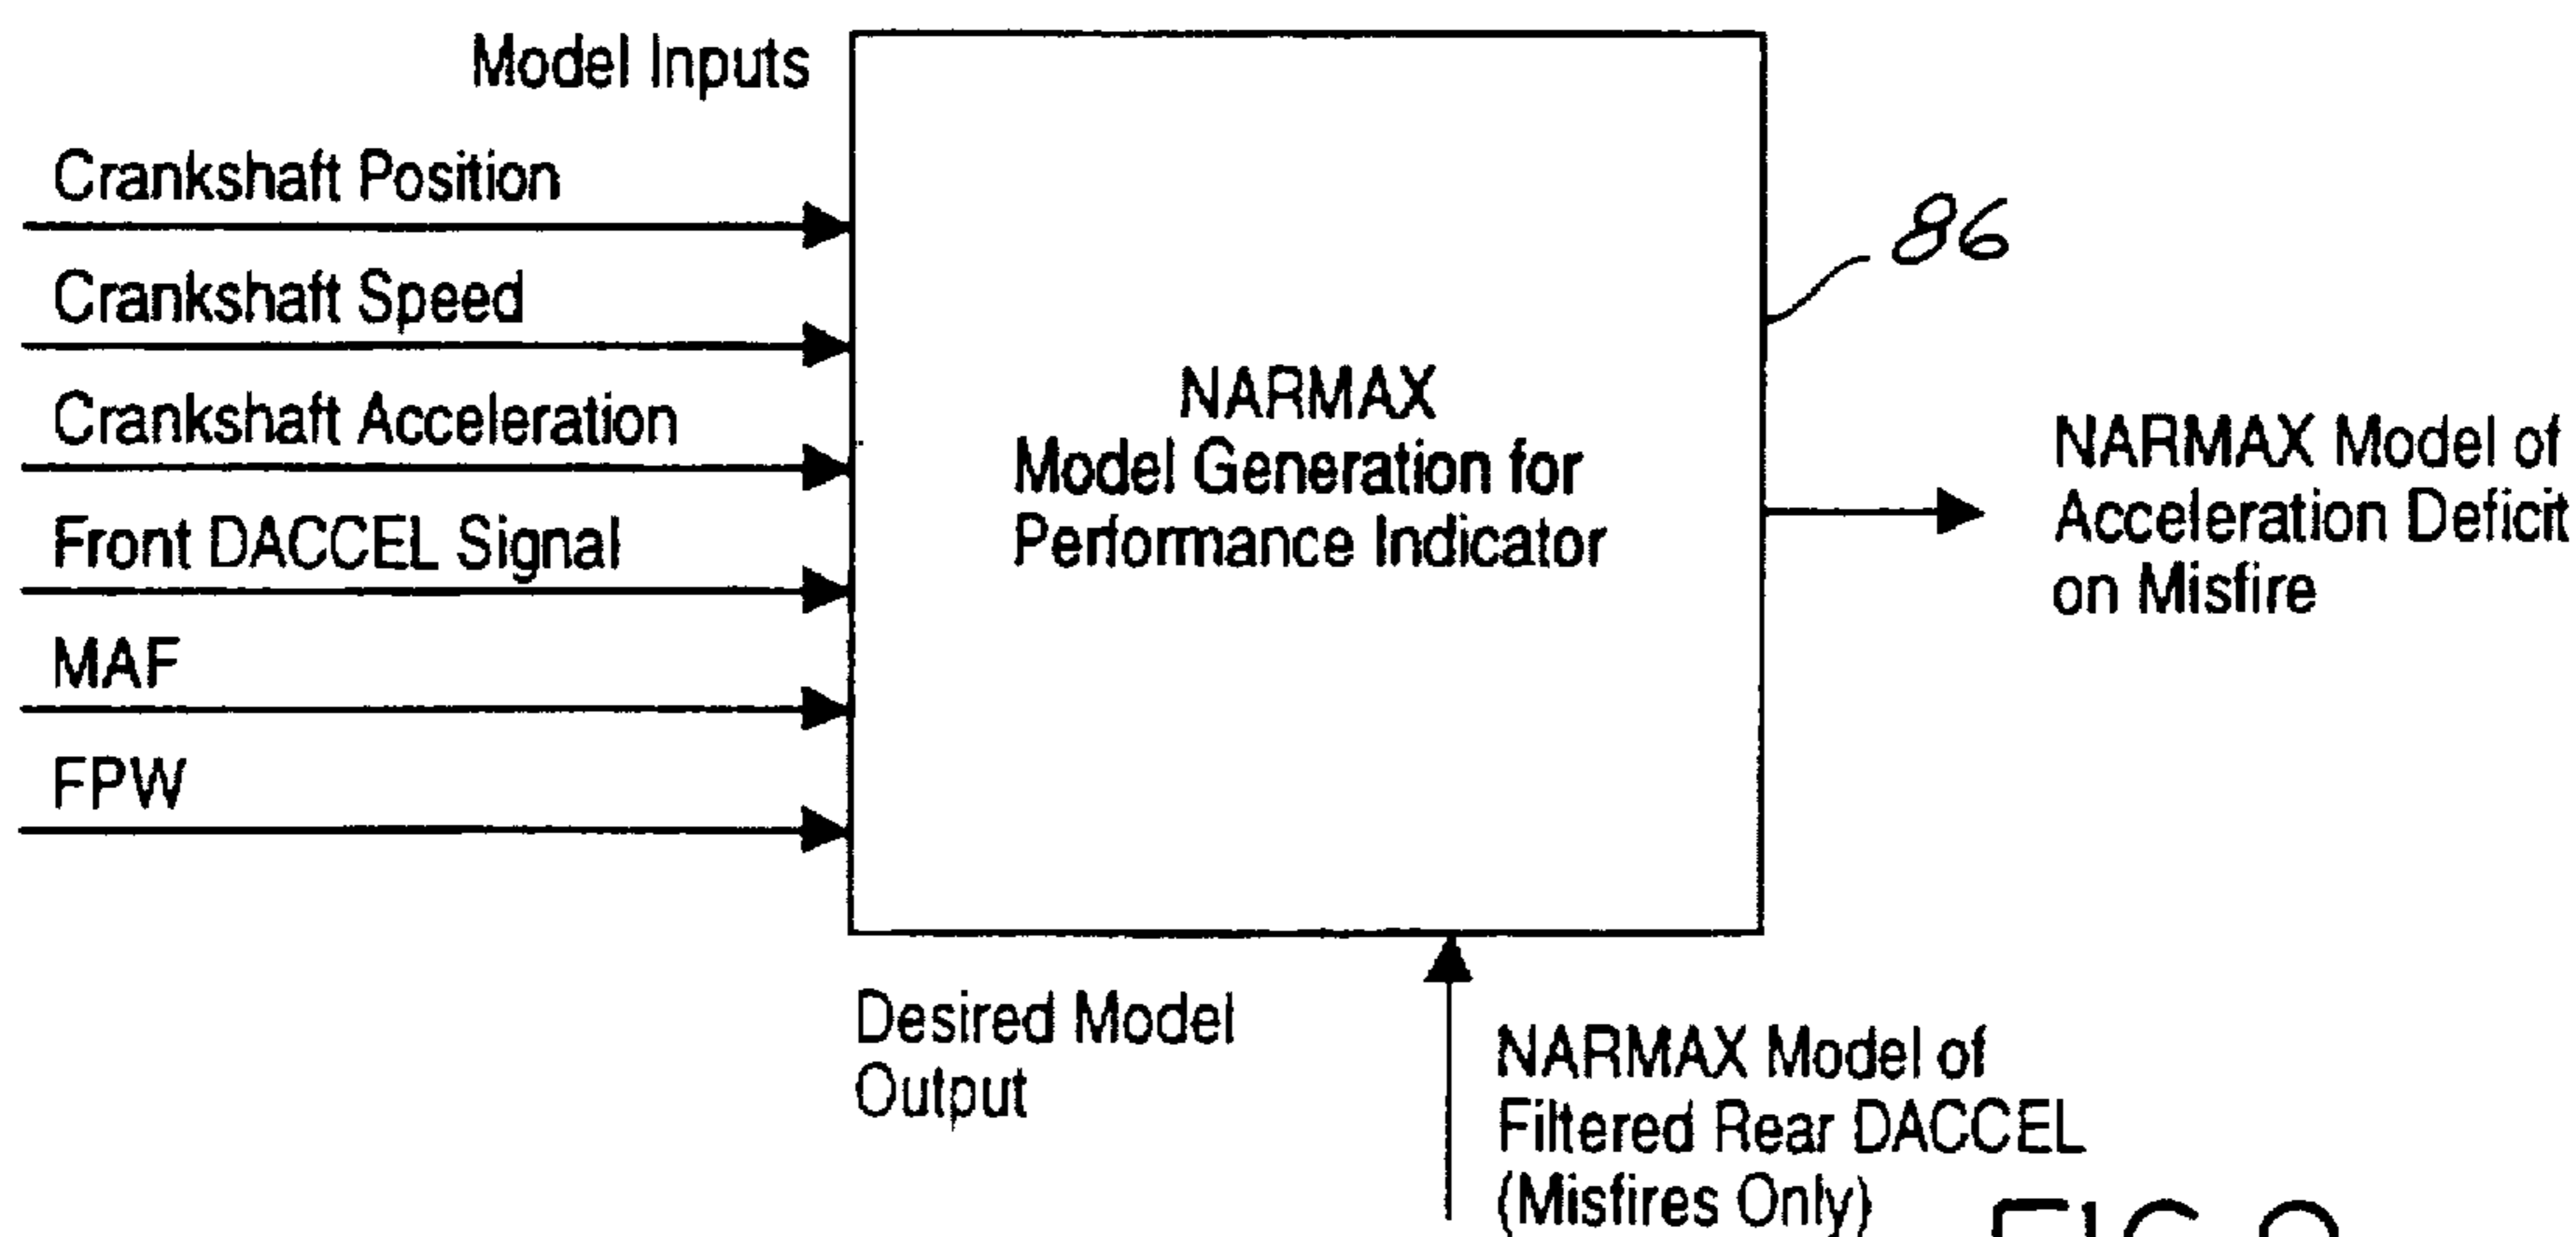 Model Inputs
Crankshaft Position
Crankshaft Speed
Crankshaft Acceleration
Front DACCEL Signal
MAF
FPW
NARMAX
Model Generation for
Performance Indicator
86
NARMAX Model of
Acceleration Deficit
on Misfire
Desired Model
Output
NARMAX Model of
Filtered Rear DACCEL
(Misfires Only)